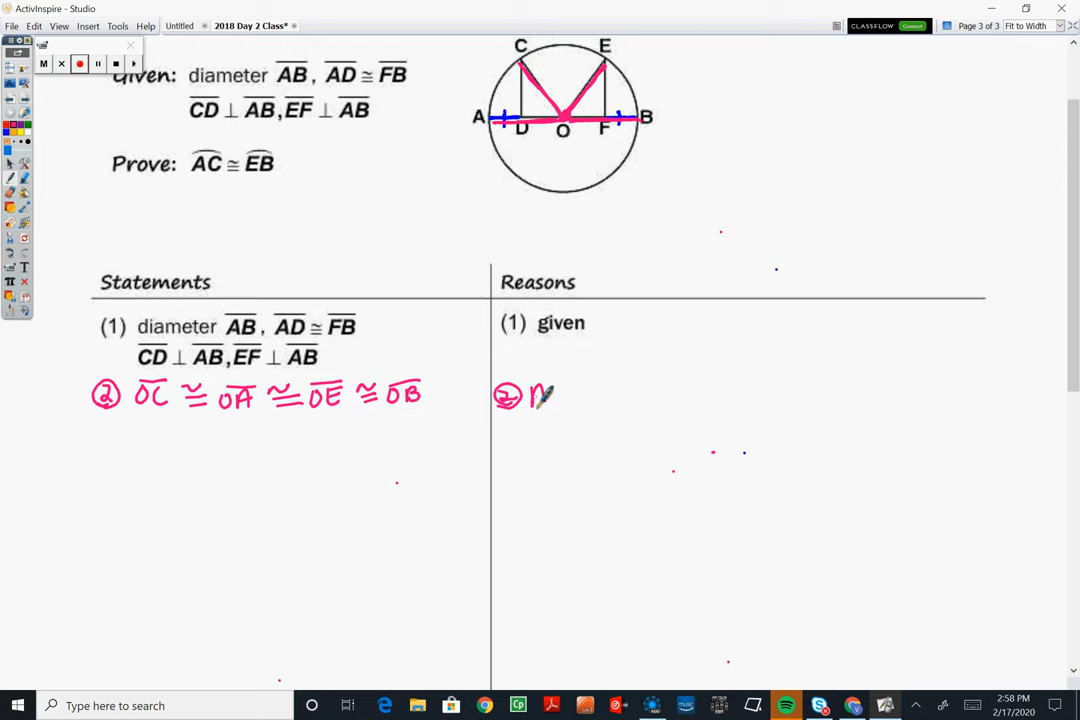 ActivInspire - Studio
File Edit View Insert Transport Tools Help
Untitled 2018 Day 2 Class*
CLASSFLOW Connect Page 3 of 3 Fit to Width
M
Given: diameter AB, AD ≅ FB
CD ⊥ AB, EF ⊥ AB
Prove: AC ≅ EB
C E
A D O F B
Statements Reasons
(1) diameter AB, AD ≅ FB (1) given
CD ⊥ AB, EF ⊥ AB
② OC ≅ OA ≅ OE ≅ OB ②
Type here to search
2:58 PM
2/17/2020